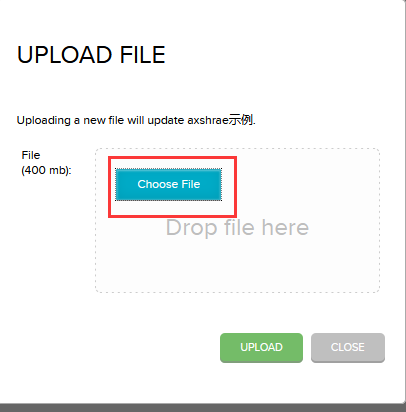 UPLOAD FILE
Uploading a new file will update axshrae示例.
File
(400 mb):
Choose File
Drop file here
UPLOAD
CLOSE